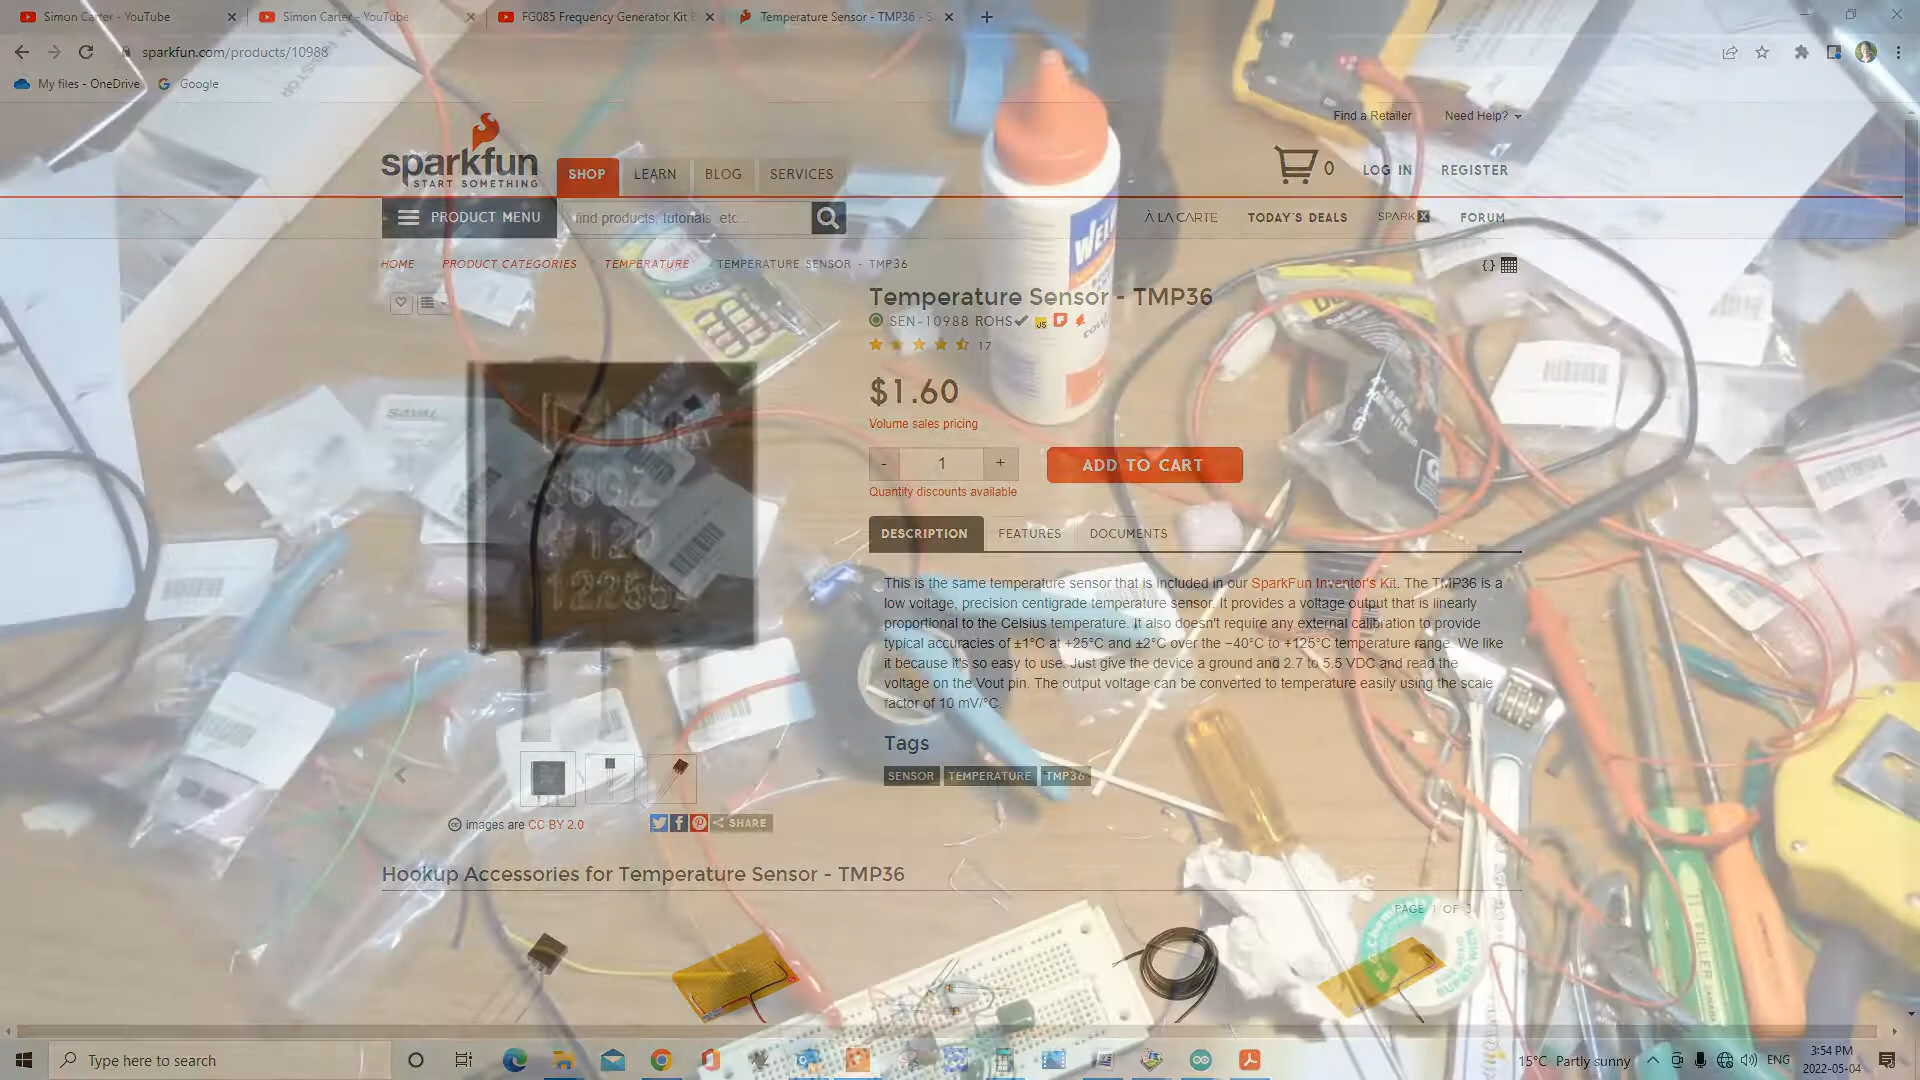 Simon Carter - YouTube
Simon Carter - YouTube
FG085 Frequency Generator Kit
Temperature Sensor - TMP36 - S
sparkfun.com/products/10988
My files - OneDrive
Google
Find a Retailer
Need Help?
sparkfun
START SOMETHING
SHOP
LEARN
BLOG
SERVICES
0
LOG IN
REGISTER
PRODUCT MENU
find products, tutorials, etc...
À LA CARTE
TODAY'S DEALS
SPARK X
FORUM
HOME
PRODUCT CATEGORIES
TEMPERATURE
TEMPERATURE SENSOR - TMP36
{}
Temperature Sensor - TMP36
SEN-10988 ROHS
JS
17
WEL
$1.60
Volume sales pricing
-
1
+
ADD TO CART
Quantity discounts available
DESCRIPTION
FEATURES
DOCUMENTS
This is the same temperature sensor that is included in our SparkFun Inventor's Kit. The TMP36 is a
low voltage, precision centigrade temperature sensor. It provides a voltage output that is linearly
proportional to the Celsius temperature. It also doesn't require any external calibration to provide
typical accuracies of ±1°C at +25°C and ±2°C over the −40°C to +125°C temperature range. We like
it because it's so easy to use. Just give the device a ground and 2.7 to 5.5 VDC and read the
voltage on the Vout pin. The output voltage can be converted to temperature easily using the scale
factor of 10 mV/°C.
Tags
SENSOR
TEMPERATURE
TMP36
images are CC BY 2.0
SHARE
Hookup Accessories for Temperature Sensor - TMP36
PAGE 1 OF 3
FULLER
Type here to search
15°C Partly sunny
ENG
3:54 PM
2022-05-04